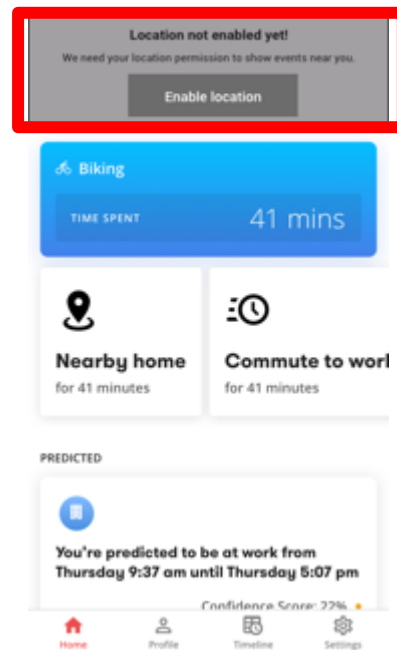 Location not enabled yet!
We need your location permission to show events near you.
Enable location
Biking
TIME SPENT 41 mins
Nearby home
for 41 minutes
Commute to worl
for 41 minutes
PREDICTED
You're predicted to be at work from
Thursday 9:37 am until Thursday 5:07 pm
Confidence Score: 22%
Home Profile Timeline Settings